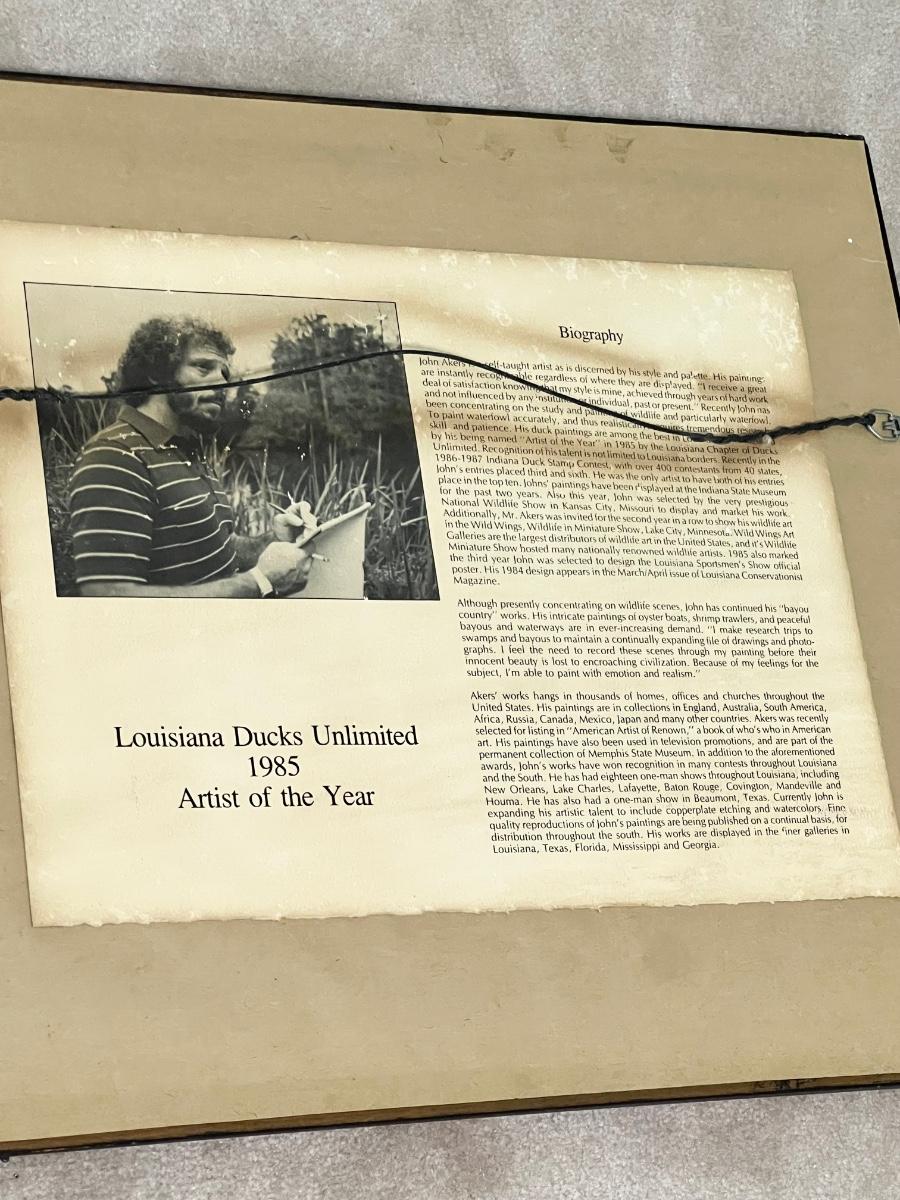 Biography
John Akers self-taught artist as is discerned by his style and palette. His painting:
are instantly recognizable regardless of where they are displayed. "I receive a great
deal of satisfaction knowing that my style is mine, achieved through years of hard work
and not influenced by any individual, past or present." Recently John has
been concentrating on the study and painting of wildlife and particularly waterfowl.
To paint waterfowl accurately, and thus realistically requires tremendous
skill and patience. His duck paintings are among the best in
by his being named "Artist of the Year" in 1985 by the Louisiana Chapter of Ducks
Unlimited. Recognition of his talent is not limited to Louisiana borders. Recently in the
1986-1987 Indiana Duck Stamp Contest, with over 400 contestants from 40 states,
John's entries placed third and sixth. He was the only artist to have both of his entries
place in the top ten. Johns' paintings have been displayed at the Indiana State Museum
for the past two years. Also this year, John was selected by the very prestigious
National Wildlife Show in Kansas City, Missouri to display and market his work.
Additionally, Mr. Akers was invited for the second year in a row to show his wildlife art
in the Wild Wings, Wildlife in Miniature Show, Lake City, Minnesota. Wild Wings Art
Galleries are the largest distributors of wildlife art in the United States, and it's Wildlife
Miniature Show hosted many nationally renowned wildlife artists. 1985 also marked
the third year John was selected to design the Louisiana Sportsmen's Show official
poster. His 1984 design appears in the March/April issue of Louisiana Conservationist
Magazine.
Although presently concentrating on wildlife scenes, John has continued his "bayou
country" works. His intricate paintings of oyster boats, shrimp trawlers, and peaceful
bayous and waterways are in ever-increasing demand. "I make research trips to
swamps and bayous to maintain a continually expanding file of drawings and photo-
graphs. I feel the need to record these scenes through my painting before their
innocent beauty is lost to encroaching civilization. Because of my feelings for the
subject, I'm able to paint with emotion and realism."
Akers' works hangs in thousands of homes, offices and churches throughout the
United States. His paintings are in collections in England, Australia, South America,
Africa, Russia, Canada, Mexico, Japan and many other countries. Akers was recently
selected for listing in "American Artist of Renown," a book of who's who in American
art. His paintings have also been used in television promotions, and are part of the
permanent collection of Memphis State Museum. In addition to the aforementioned
awards, John's works have won recognition in many contests throughout Louisiana
and the South. He has had eighteen one-man shows throughout Louisiana, including
New Orleans, Lake Charles, Lafayette, Baton Rouge, Covington, Mandeville and
Houma. He has also had a one-man show in Beaumont, Texas. Currently John is
expanding his artistic talent to include copperplate etching and watercolors. Fine
quality reproductions of John's paintings are being published on a continual basis, for
distribution throughout the south. His works are displayed in the finer galleries in
Louisiana, Texas, Florida, Mississippi and Georgia.
Louisiana Ducks Unlimited
1985
Artist of the Year